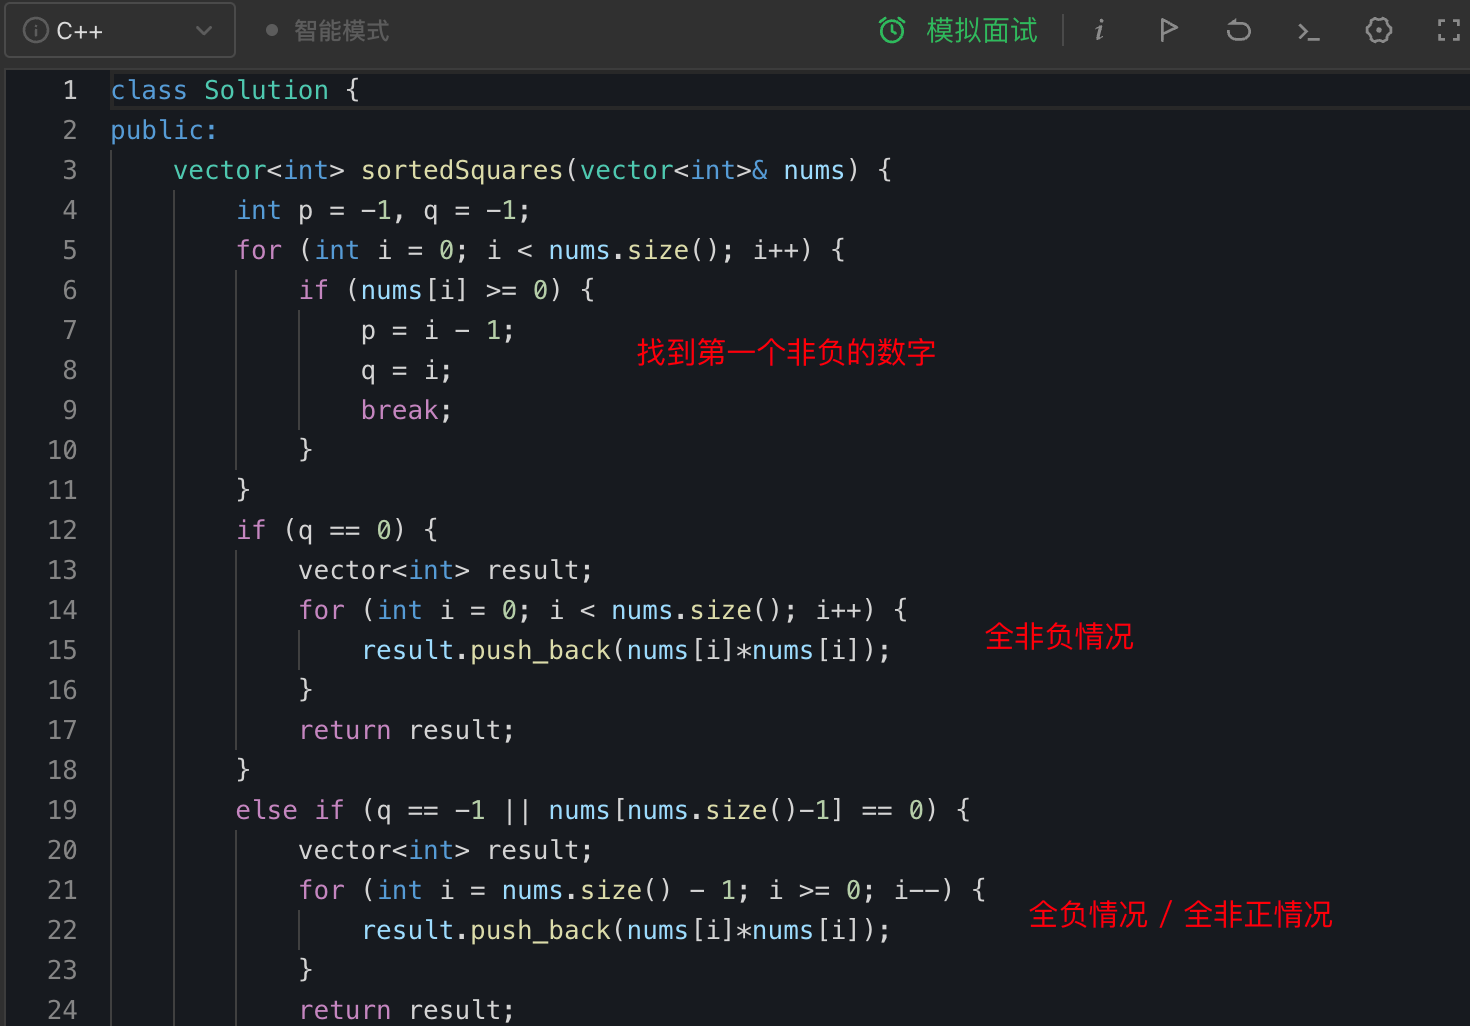 C++ 智能模式 模拟面试
1 class Solution {
2 public:
3 vector<int> sortedSquares(vector<int>& nums) {
4 int p = -1, q = -1;
5 for (int i = 0; i < nums.size(); i++) {
6 if (nums[i] >= 0) {
7 p = i - 1;
找到第一个非负的数字
8 q = i;
9 break;
10 }
11 }
12 if (q == 0) {
13 vector<int> result;
14 for (int i = 0; i < nums.size(); i++) {
全非负情况
15 result.push_back(nums[i]*nums[i]);
16 }
17 return result;
18 }
19 else if (q == -1 || nums[nums.size()-1] == 0) {
20 vector<int> result;
21 for (int i = nums.size() - 1; i >= 0; i--) {
全负情况 / 全非正情况
22 result.push_back(nums[i]*nums[i]);
23 }
24 return result;